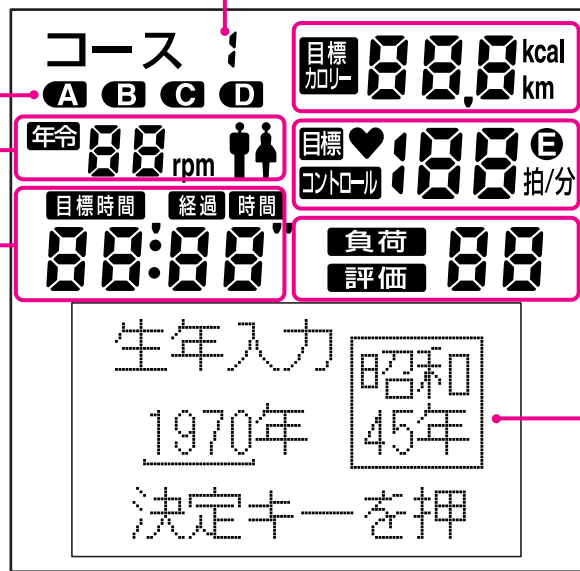 コース 1
A B C D
目標カロリー 88.8 kcal km
年令 88 rpm
目標 コントロール 188 E 拍/分
目標時間 経過 時間
88:88
負荷 評価 88
生年入力
1970年
昭和
45年
決定キーを押